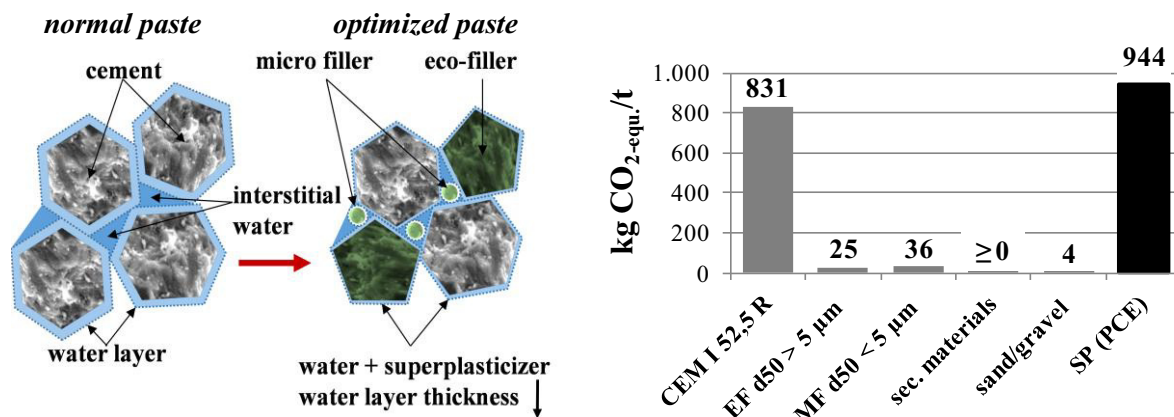 normal paste
optimized paste
cement
micro filler
eco-filler
interstitial
water
water layer
water + superplasticizer
water layer thickness
kg CO2-equ./t
1.000
800
600
400
200
0
831
25
36
≥0
4
944
CEM I 52,5 R
EF d50 > 5 µm
MF d50 < 5 µm
sec. materials
sand/gravel
SP (PCE)